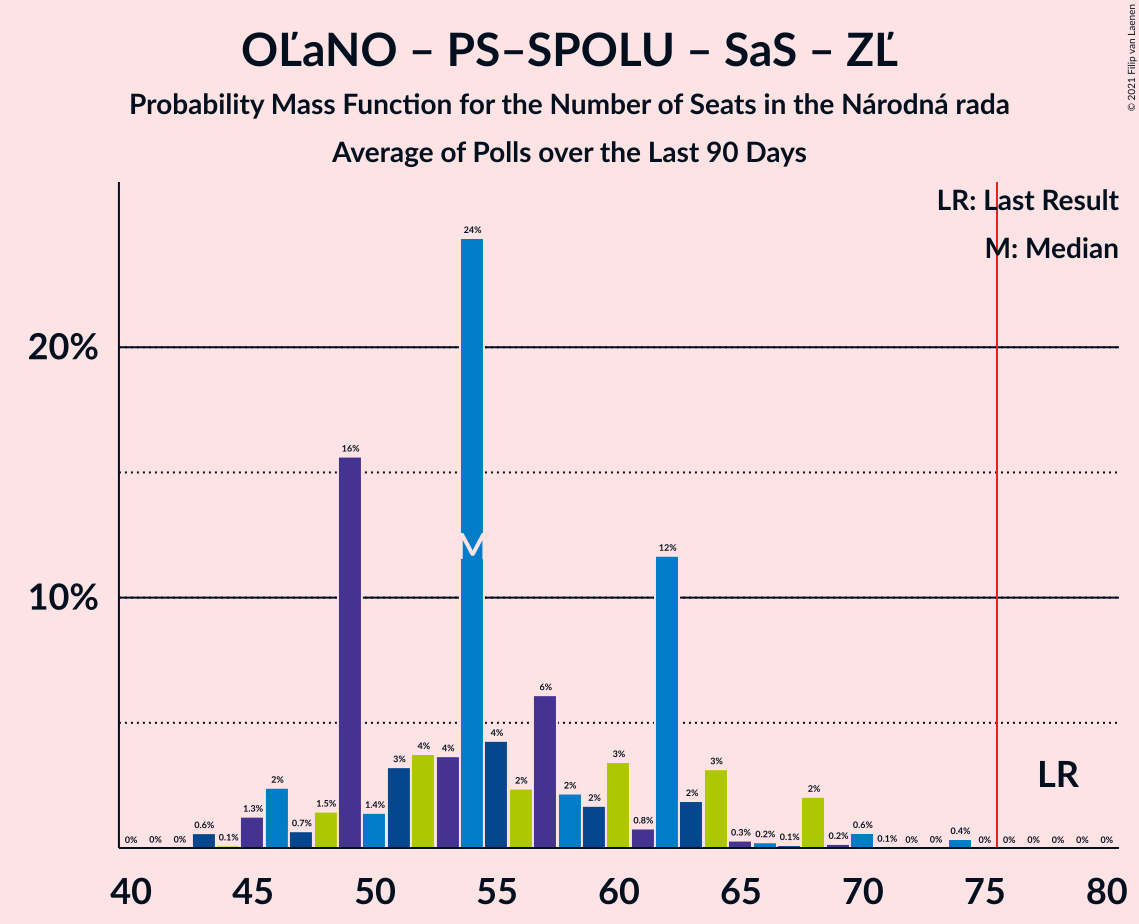 OĽaNO – PS–SPOLU – SaS – ZĽ
Probability Mass Function for the Number of Seats in the Národná rada
Average of Polls over the Last 90 Days
© 2021 Filip van Laenen
LR: Last Result
M: Median
20%
10%
0% 0% 0% 0.6% 0.1% 1.3% 2% 0.7% 1.5% 16% 1.4% 3% 4% 4% 24% 4% 2% 6% 2% 2% 3% 0.8% 12% 2% 3% 0.3% 0.2% 0.1% 2% 0.2% 0.6% 0.1% 0% 0% 0.4% 0% 0% 0% 0% 0% 0%
M
LR
40 45 50 55 60 65 70 75 80